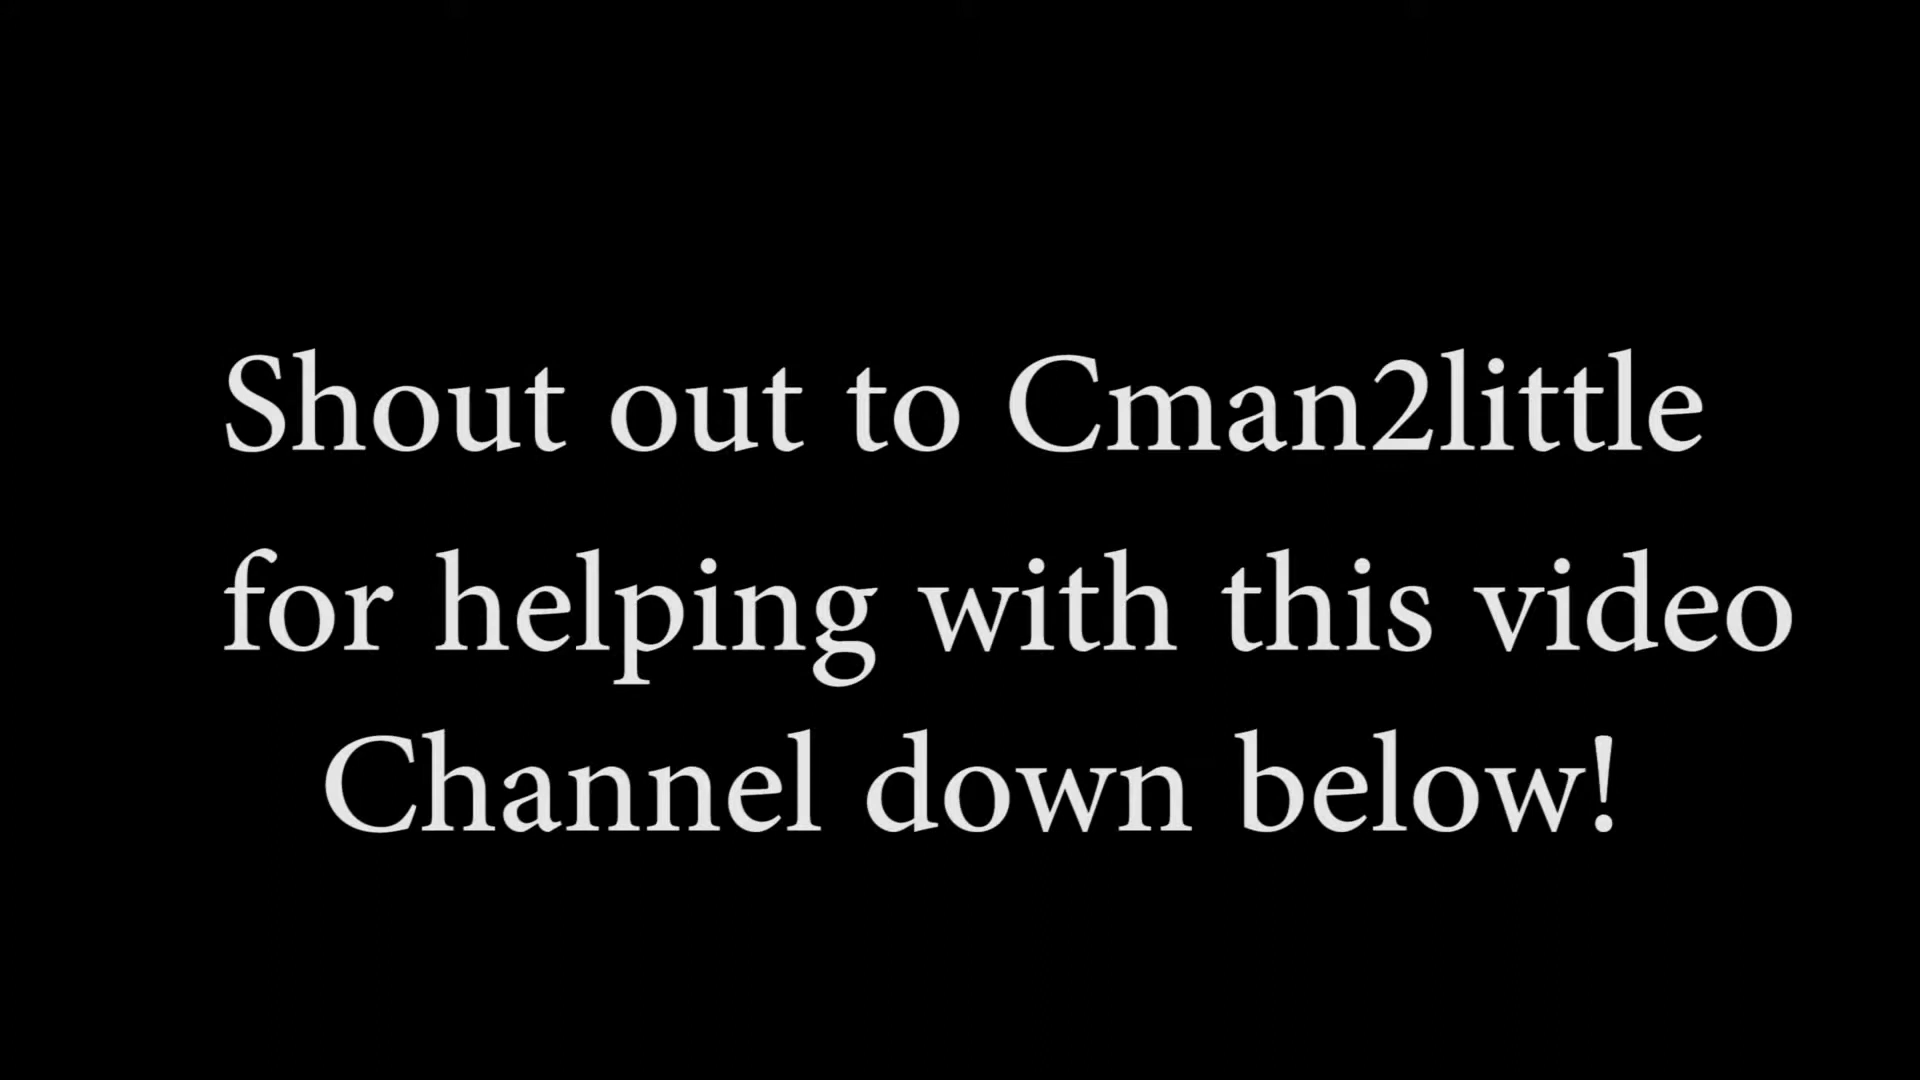 Shout out to Cman2little
for helping with this video
Channel down below!